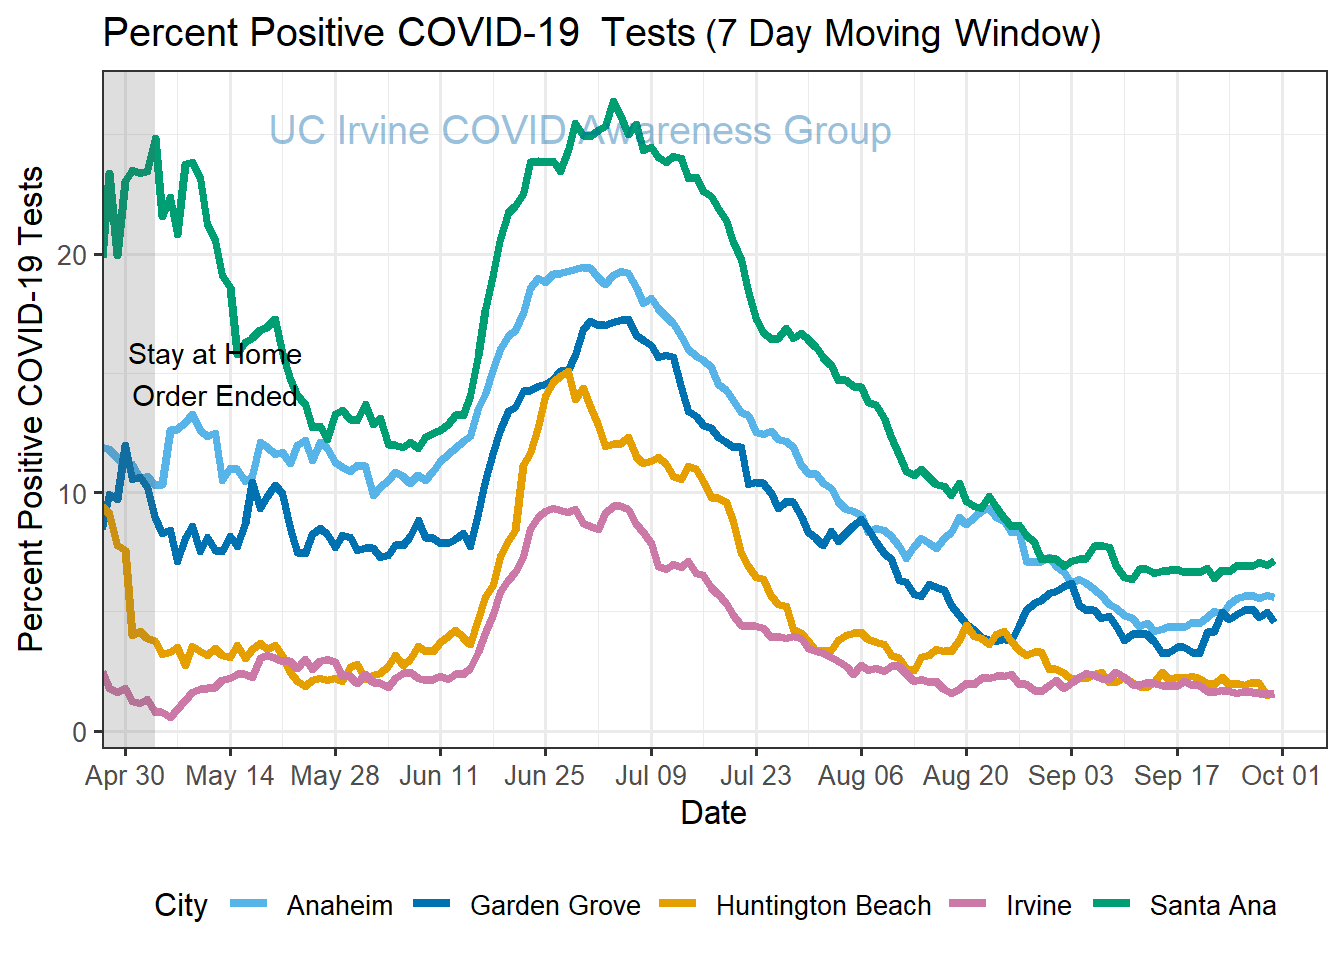 Percent Positive COVID-19  Tests (7 Day Moving Window)
UC Irvine COVID Awareness Group
Percent Positive COVID-19 Tests
20
10
0
Stay at Home
Order Ended
Apr 30 May 14 May 28 Jun 11 Jun 25 Jul 09 Jul 23 Aug 06 Aug 20 Sep 03 Sep 17 Oct 01
Date
City Anaheim Garden Grove Huntington Beach Irvine Santa Ana